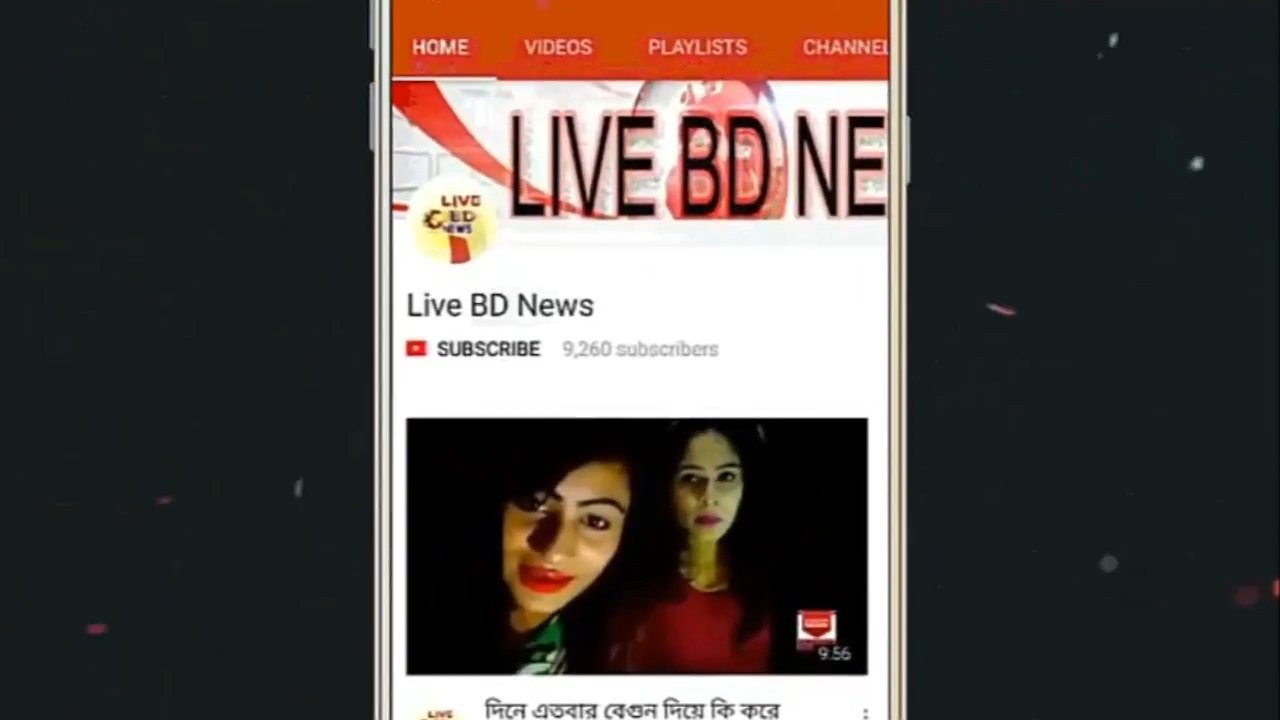 HOME VIDEOS PLAYLISTS CHANNEL
LIVE BD NE
LIVE
BD
NEWS
Live BD News
SUBSCRIBE 9,260 subscribers
9:56
দিনে এতবার বেগুন দিয়ে কি করে
LIVE